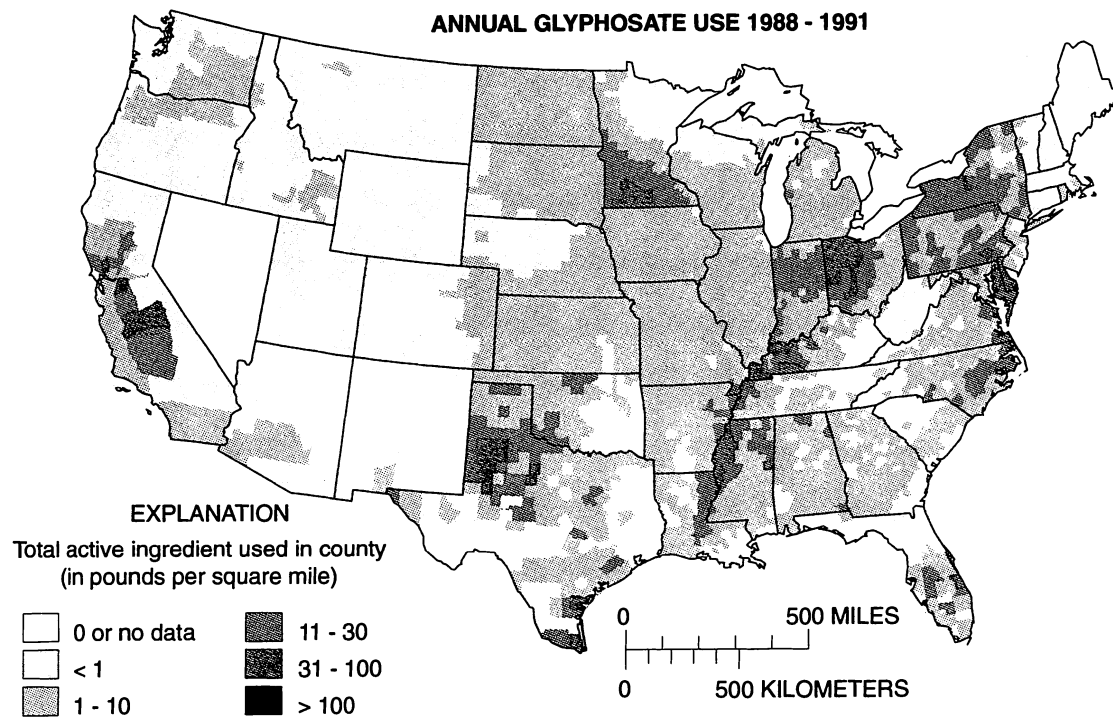 ANNUAL GLYPHOSATE USE 1988 - 1991
EXPLANATION
Total active ingredient used in county
(in pounds per square mile)
0 or no data
< 1
1 - 10
11 - 30
31 - 100
> 100
0 500 MILES
0 500 KILOMETERS